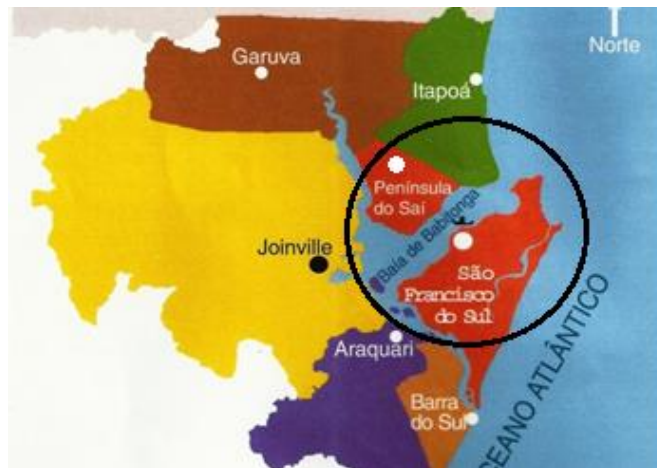 Norte
Garuva
Itapoá
Península
do Saí
Baía de Babitonga
Joinville
São
Francisco
do Sul
Araquari
Barra
do Sul
OCEANO ATLÂNTICO